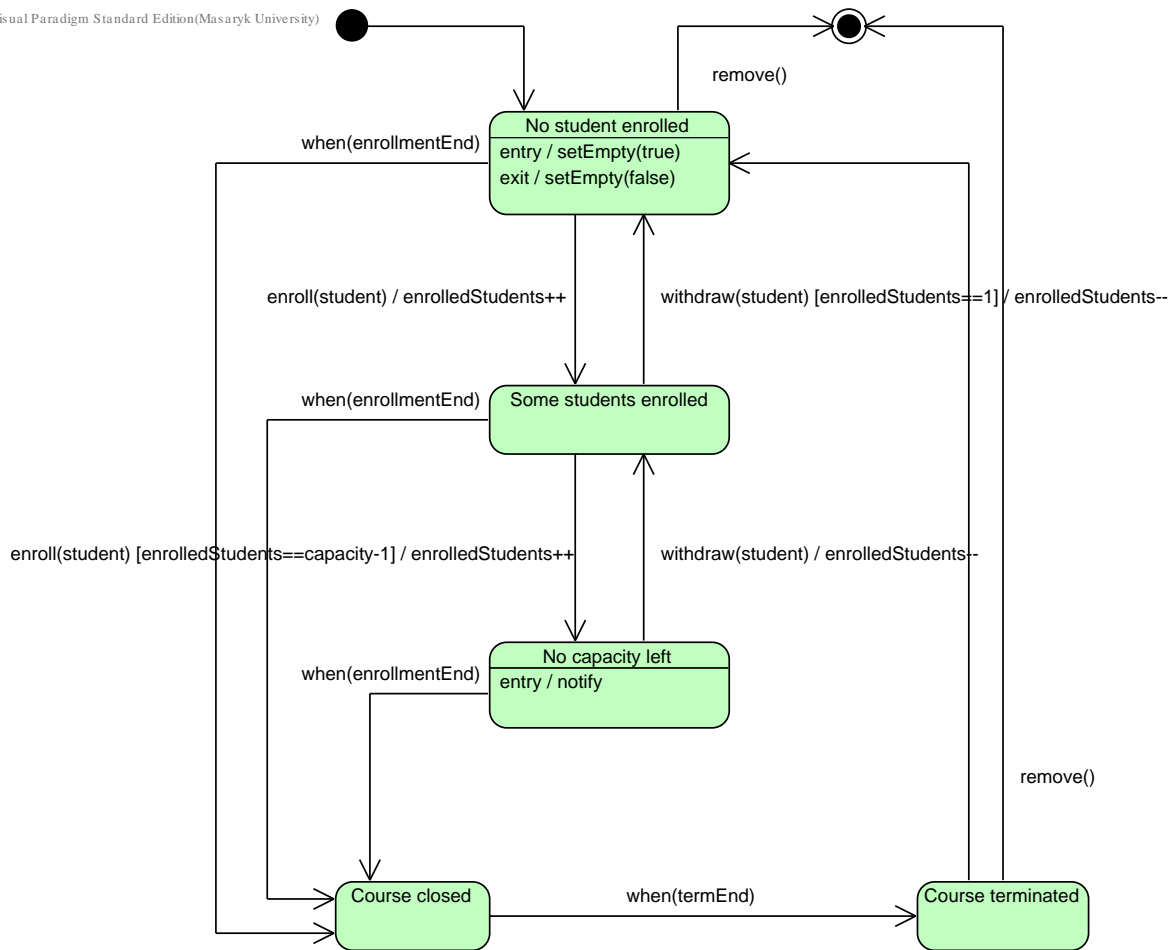 isual Paradigm Standard Edition(Masaryk University)
remove()
No student enrolled
when(enrollmentEnd)
entry / setEmpty(true)
exit / setEmpty(false)
enroll(student) / enrolledStudents++
withdraw(student) [enrolledStudents==1] / enrolledStudents--
when(enrollmentEnd)
Some students enrolled
enroll(student) [enrolledStudents==capacity-1] / enrolledStudents++
withdraw(student) / enrolledStudents--
No capacity left
when(enrollmentEnd)
entry / notify
remove()
Course closed
when(termEnd)
Course terminated